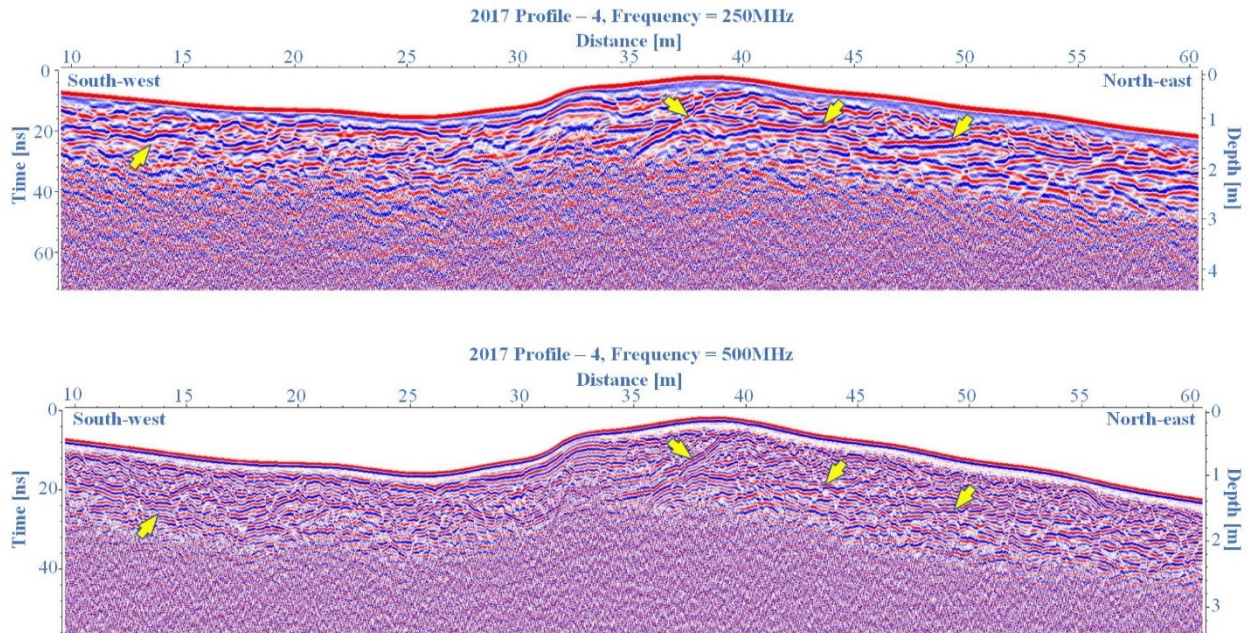 2017 Profile – 4, Frequency = 250MHz
Distance [m]
10 15 20 25 30 35 40 45 50 55 60
South-west North-east
Time [ns]
0
20
40
60
Depth [m]
0
1
2
3
4
2017 Profile – 4, Frequency = 500MHz
Distance [m]
10 15 20 25 30 35 40 45 50 55 60
South-west North-east
Time [ns]
0
20
40
Depth [m]
0
1
2
3